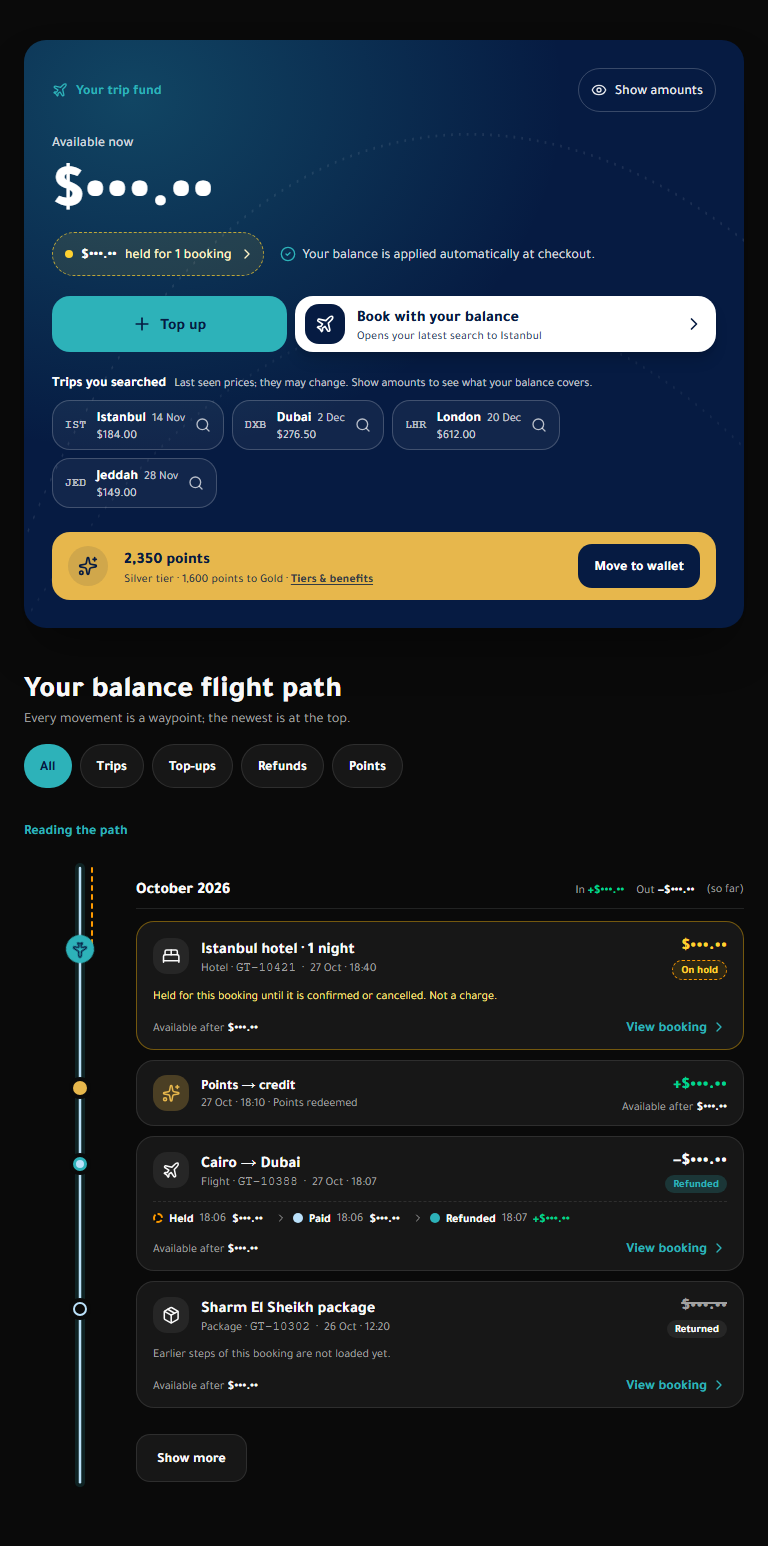 Your trip fund
Show amounts
Available now
$•••.••
$•••.•• held for 1 booking
Your balance is applied automatically at checkout.
Top up
Book with your balance
Opens your latest search to Istanbul
Trips you searched Last seen prices; they may change. Show amounts to see what your balance covers.
IST Istanbul 14 Nov
$184.00
DXB Dubai 2 Dec
$276.50
LHR London 20 Dec
$612.00
JED Jeddah 28 Nov
$149.00
2,350 points
Silver tier · 1,600 points to Gold · Tiers & benefits
Move to wallet
Your balance flight path
Every movement is a waypoint; the newest is at the top.
All
Trips
Top-ups
Refunds
Points
Reading the path
October 2026
In +$•••.•• Out −$•••.•• (so far)
Istanbul hotel · 1 night
$•••.••
Hotel · GT-10421 · 27 Oct · 18:40
On hold
Held for this booking until it is confirmed or cancelled. Not a charge.
Available after $•••.••
View booking
Points → credit
+$•••.••
27 Oct · 18:10 · Points redeemed
Available after $•••.••
Cairo → Dubai
−$•••.••
Flight · GT-10388 · 27 Oct · 18:07
Refunded
Held 18:06 $•••.•• Paid 18:06 $•••.•• Refunded 18:07 +$•••.••
Available after $•••.••
View booking
Sharm El Sheikh package
$•••.••
Package · GT-10302 · 26 Oct · 12:20
Returned
Earlier steps of this booking are not loaded yet.
Available after $•••.••
View booking
Show more